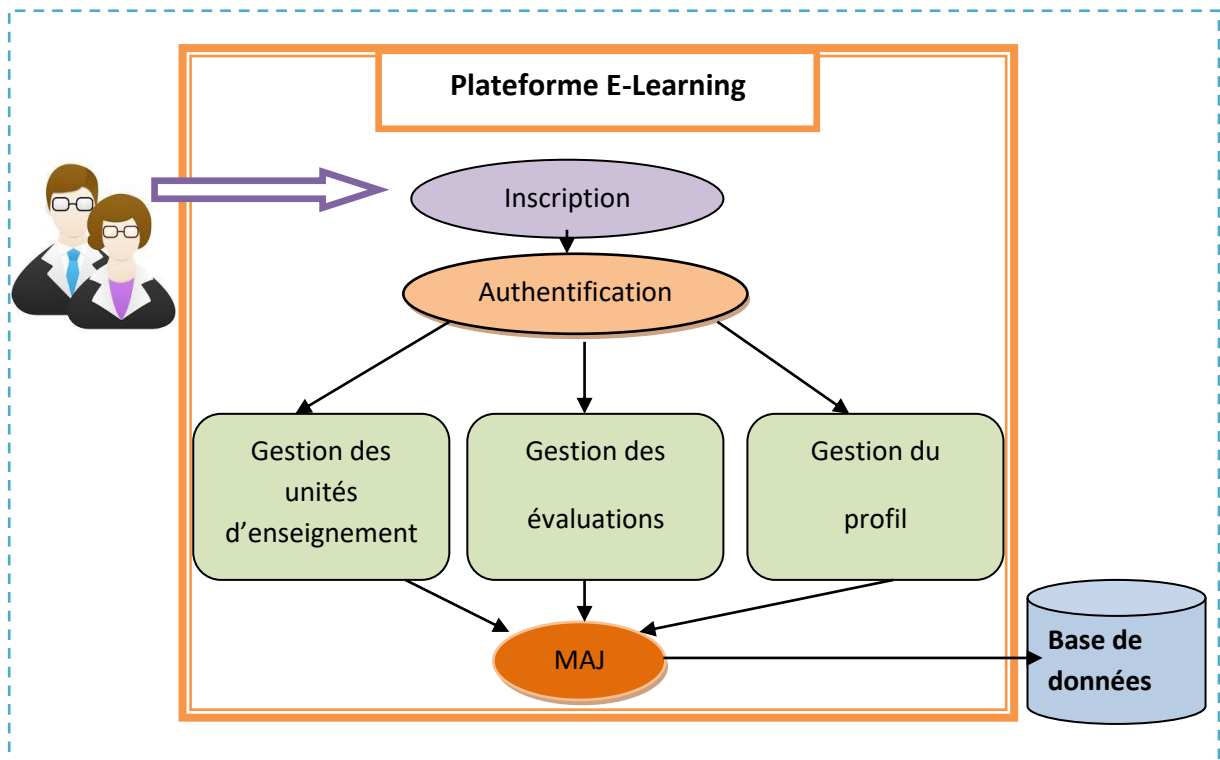 Plateforme E-Learning
Inscription
Authentification
Gestion des
unités
d’enseignement
Gestion des
évaluations
Gestion du
profil
MAJ
Base de
données